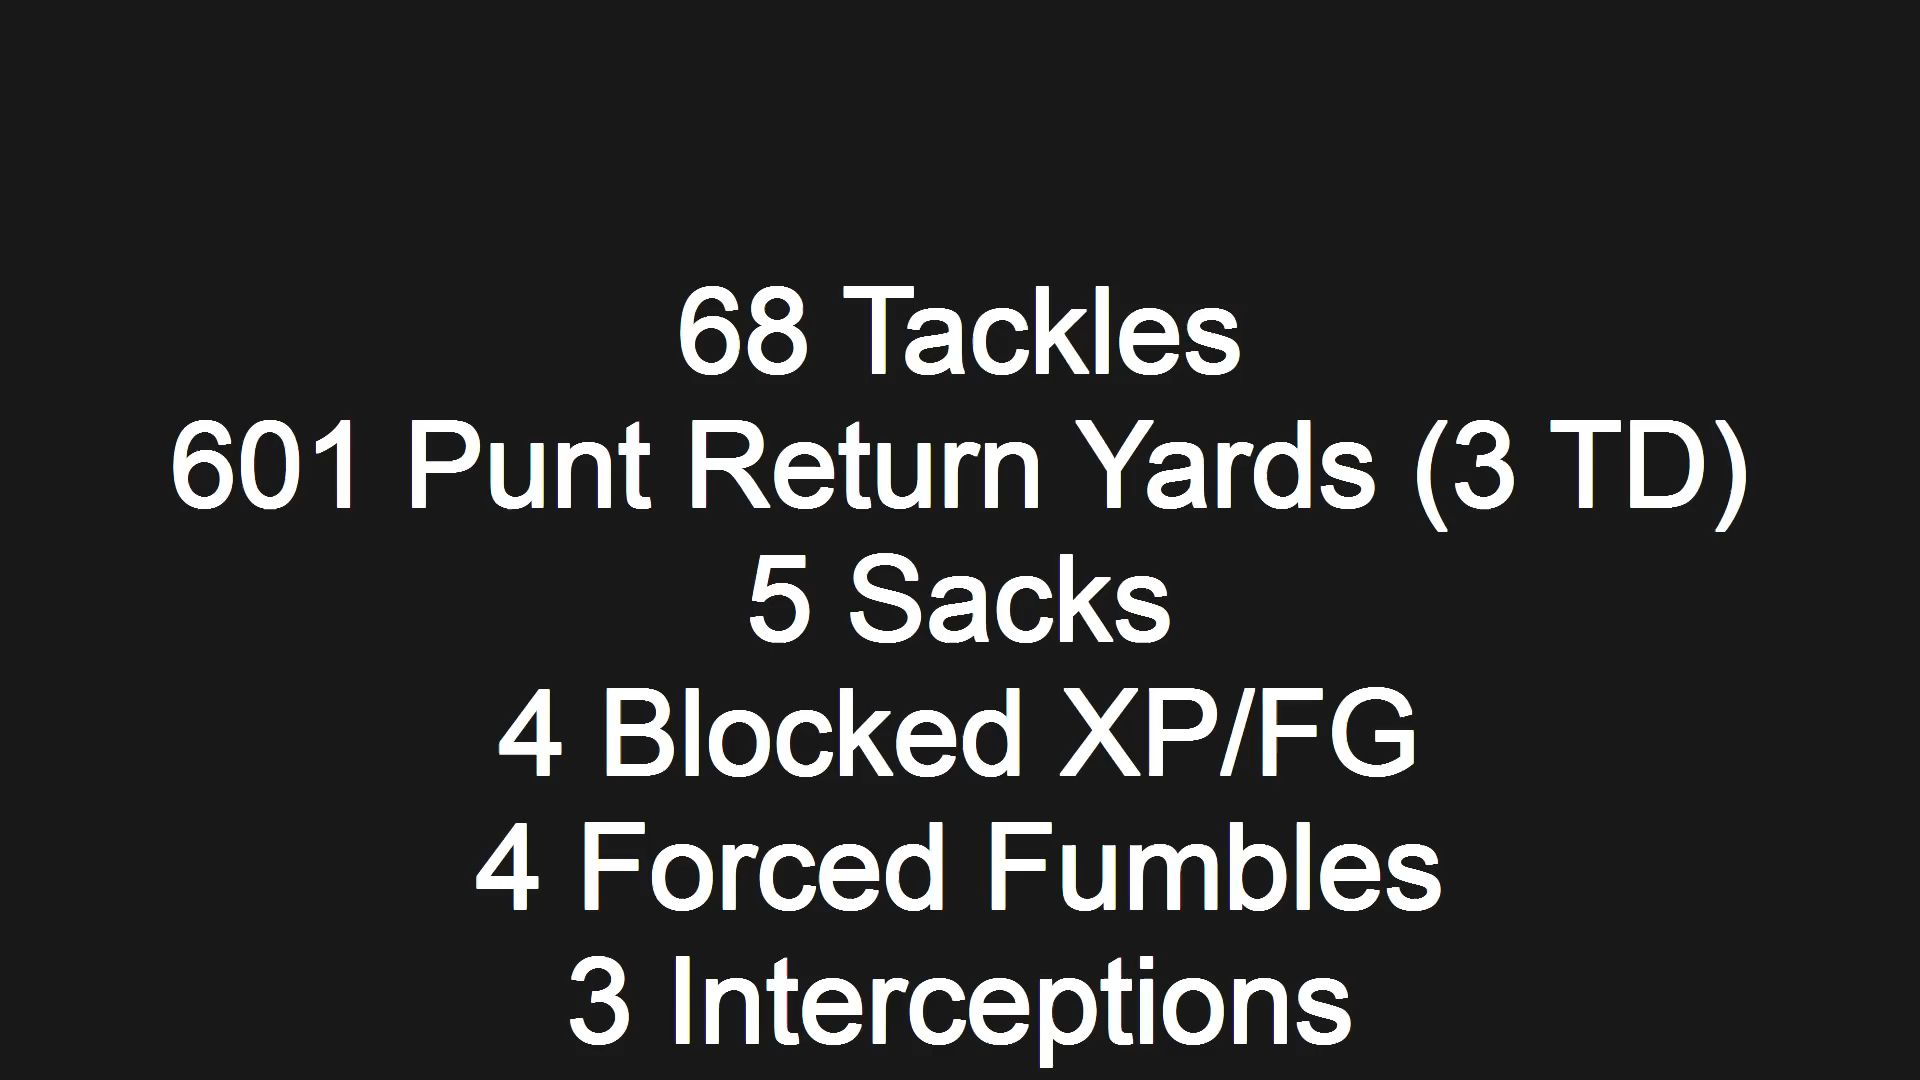 68 Tackles
601 Punt Return Yards (3 TD)
5 Sacks
4 Blocked XP/FG
4 Forced Fumbles
3 Interceptions